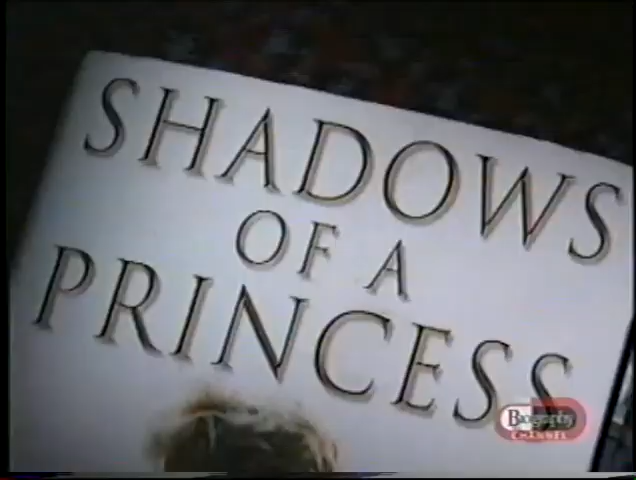 SHADOWS
OF A
PRINCESS
Biography
CHANNEL